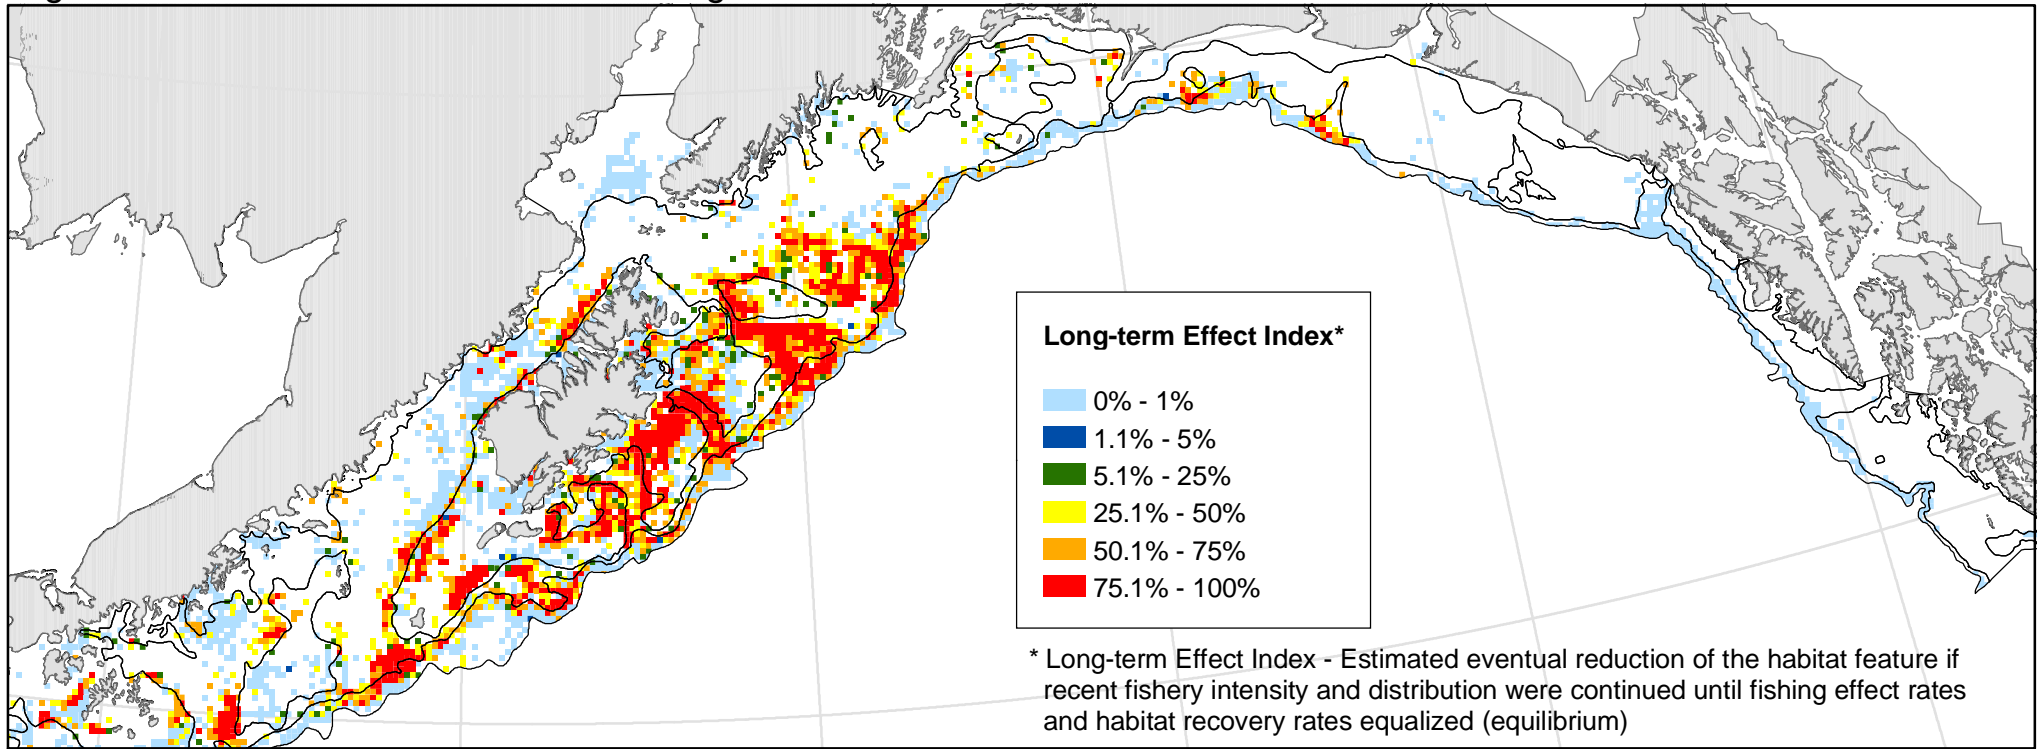 Long-term Effect Index*
0% - 1%
1.1% - 5%
5.1% - 25%
25.1% - 50%
50.1% - 75%
75.1% - 100%
* Long-term Effect Index - Estimated eventual reduction of the habitat feature if
recent fishery intensity and distribution were continued until fishing effect rates
and habitat recovery rates equalized (equilibrium)